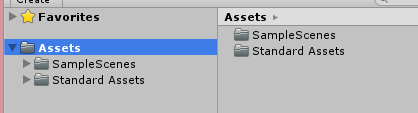 Create
Favorites
Assets
SampleScenes
Standard Assets
Assets
SampleScenes
Standard Assets